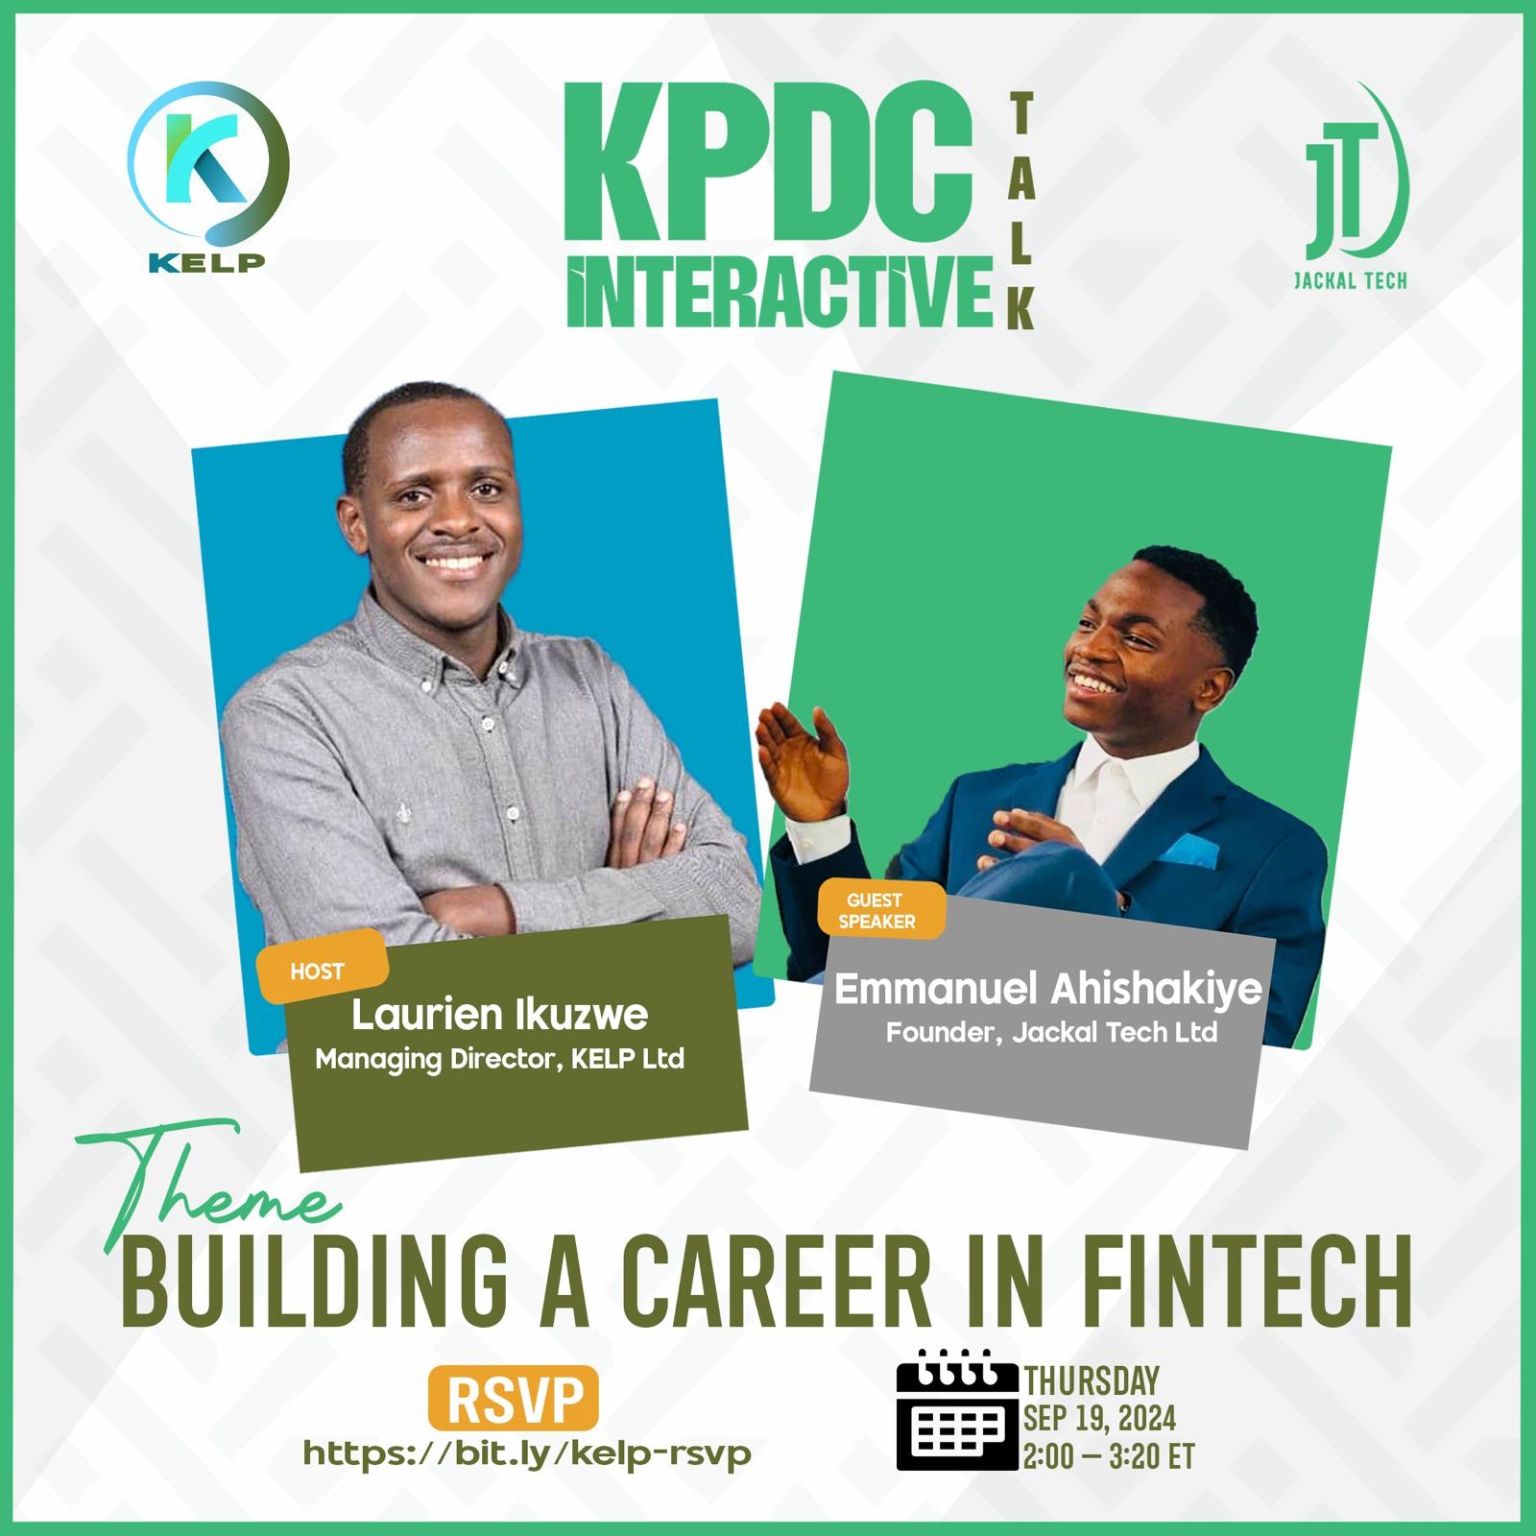 KELP
KPDC
INTERACTIVE
TALK
JT
JACKAL TECH
HOST
Laurien Ikuzwe
Managing Director, KELP Ltd
GUEST
SPEAKER
Emmanuel Ahishakiye
Founder, Jackal Tech Ltd
Theme
BUILDING A CAREER IN FINTECH
RSVP
https://bit.ly/kelp-rsvp
THURSDAY
SEP 19, 2024
2:00 – 3:20 ET